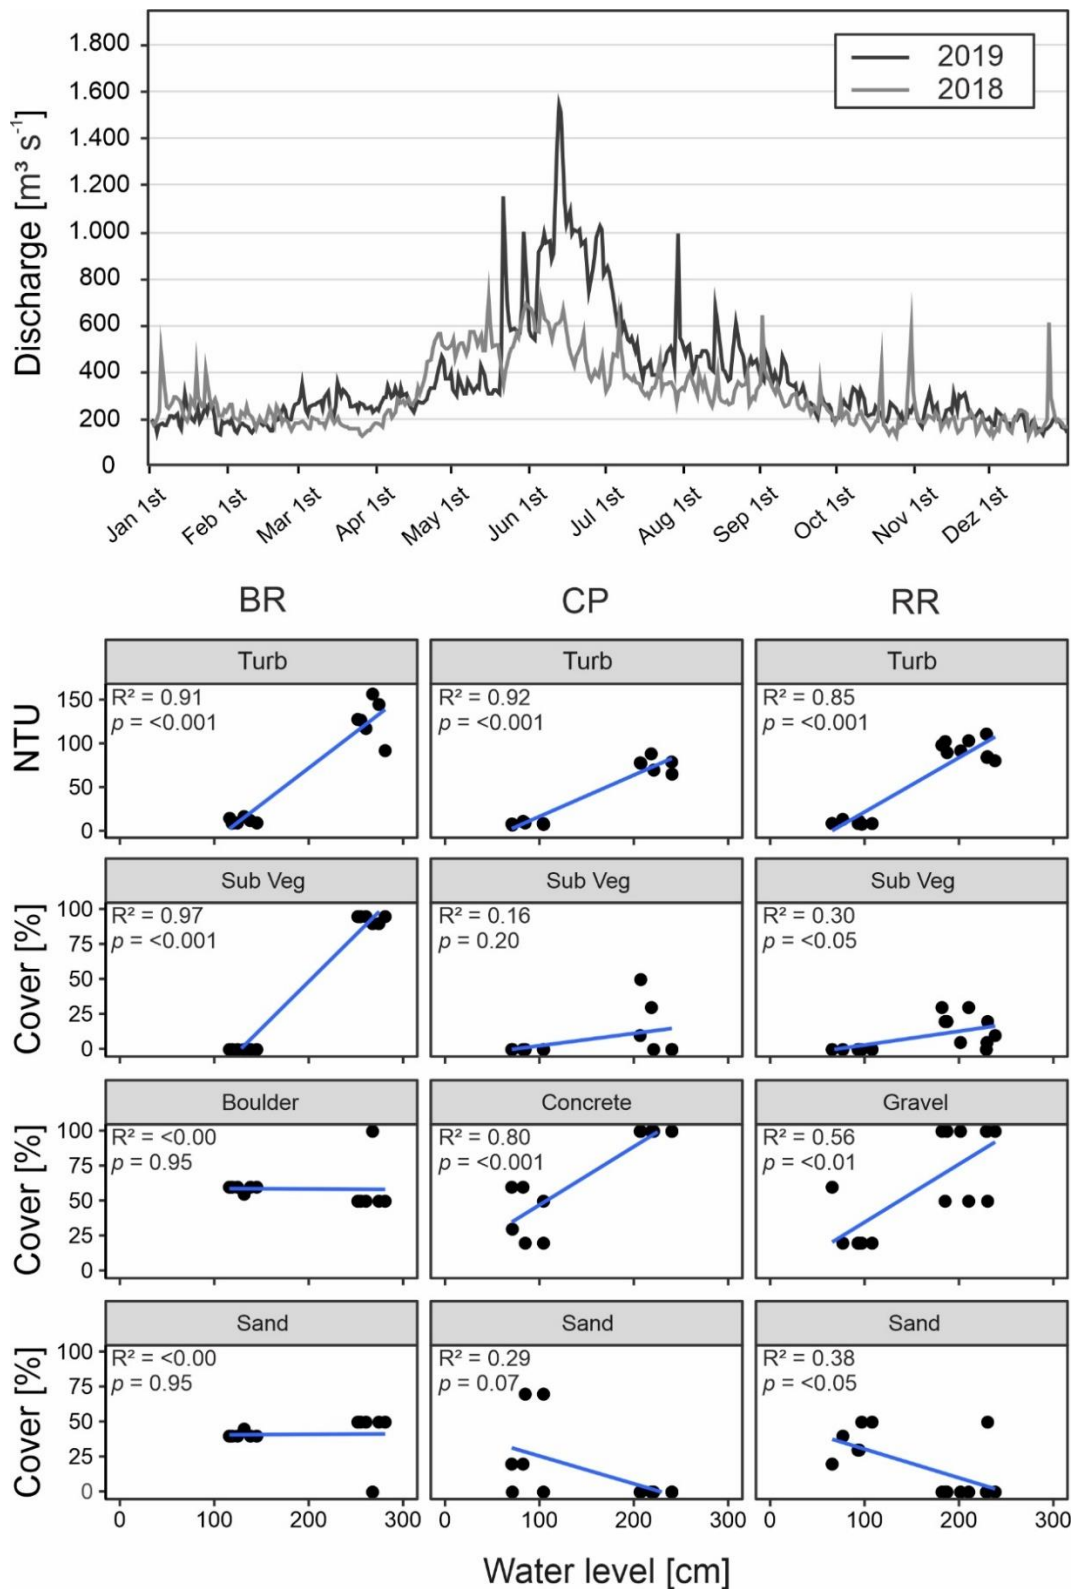 1.800
1.600
1.400
1.200
1.000
800
600
400
200
0
Discharge [m³ s⁻¹]
2019
2018
Jan 1st
Feb 1st
Mar 1st
Apr 1st
May 1st
Jun 1st
Jul 1st
Aug 1st
Sep 1st
Oct 1st
Nov 1st
Dez 1st
BR CP RR
Turb Turb Turb
NTU
150
100
50
0
R² = 0.91
p = <0.001
R² = 0.92
p = <0.001
R² = 0.85
p = <0.001
Sub Veg Sub Veg Sub Veg
Cover [%]
100
75
50
25
0
R² = 0.97
p = <0.001
R² = 0.16
p = 0.20
R² = 0.30
p = <0.05
Boulder Concrete Gravel
Cover [%]
100
75
50
25
0
R² = <0.00
p = 0.95
R² = 0.80
p = <0.001
R² = 0.56
p = <0.01
Sand Sand Sand
Cover [%]
100
75
50
25
0
R² = <0.00
p = 0.95
R² = 0.29
p = 0.07
R² = 0.38
p = <0.05
0 100 200 300 0 100 200 300 0 100 200 300
Water level [cm]